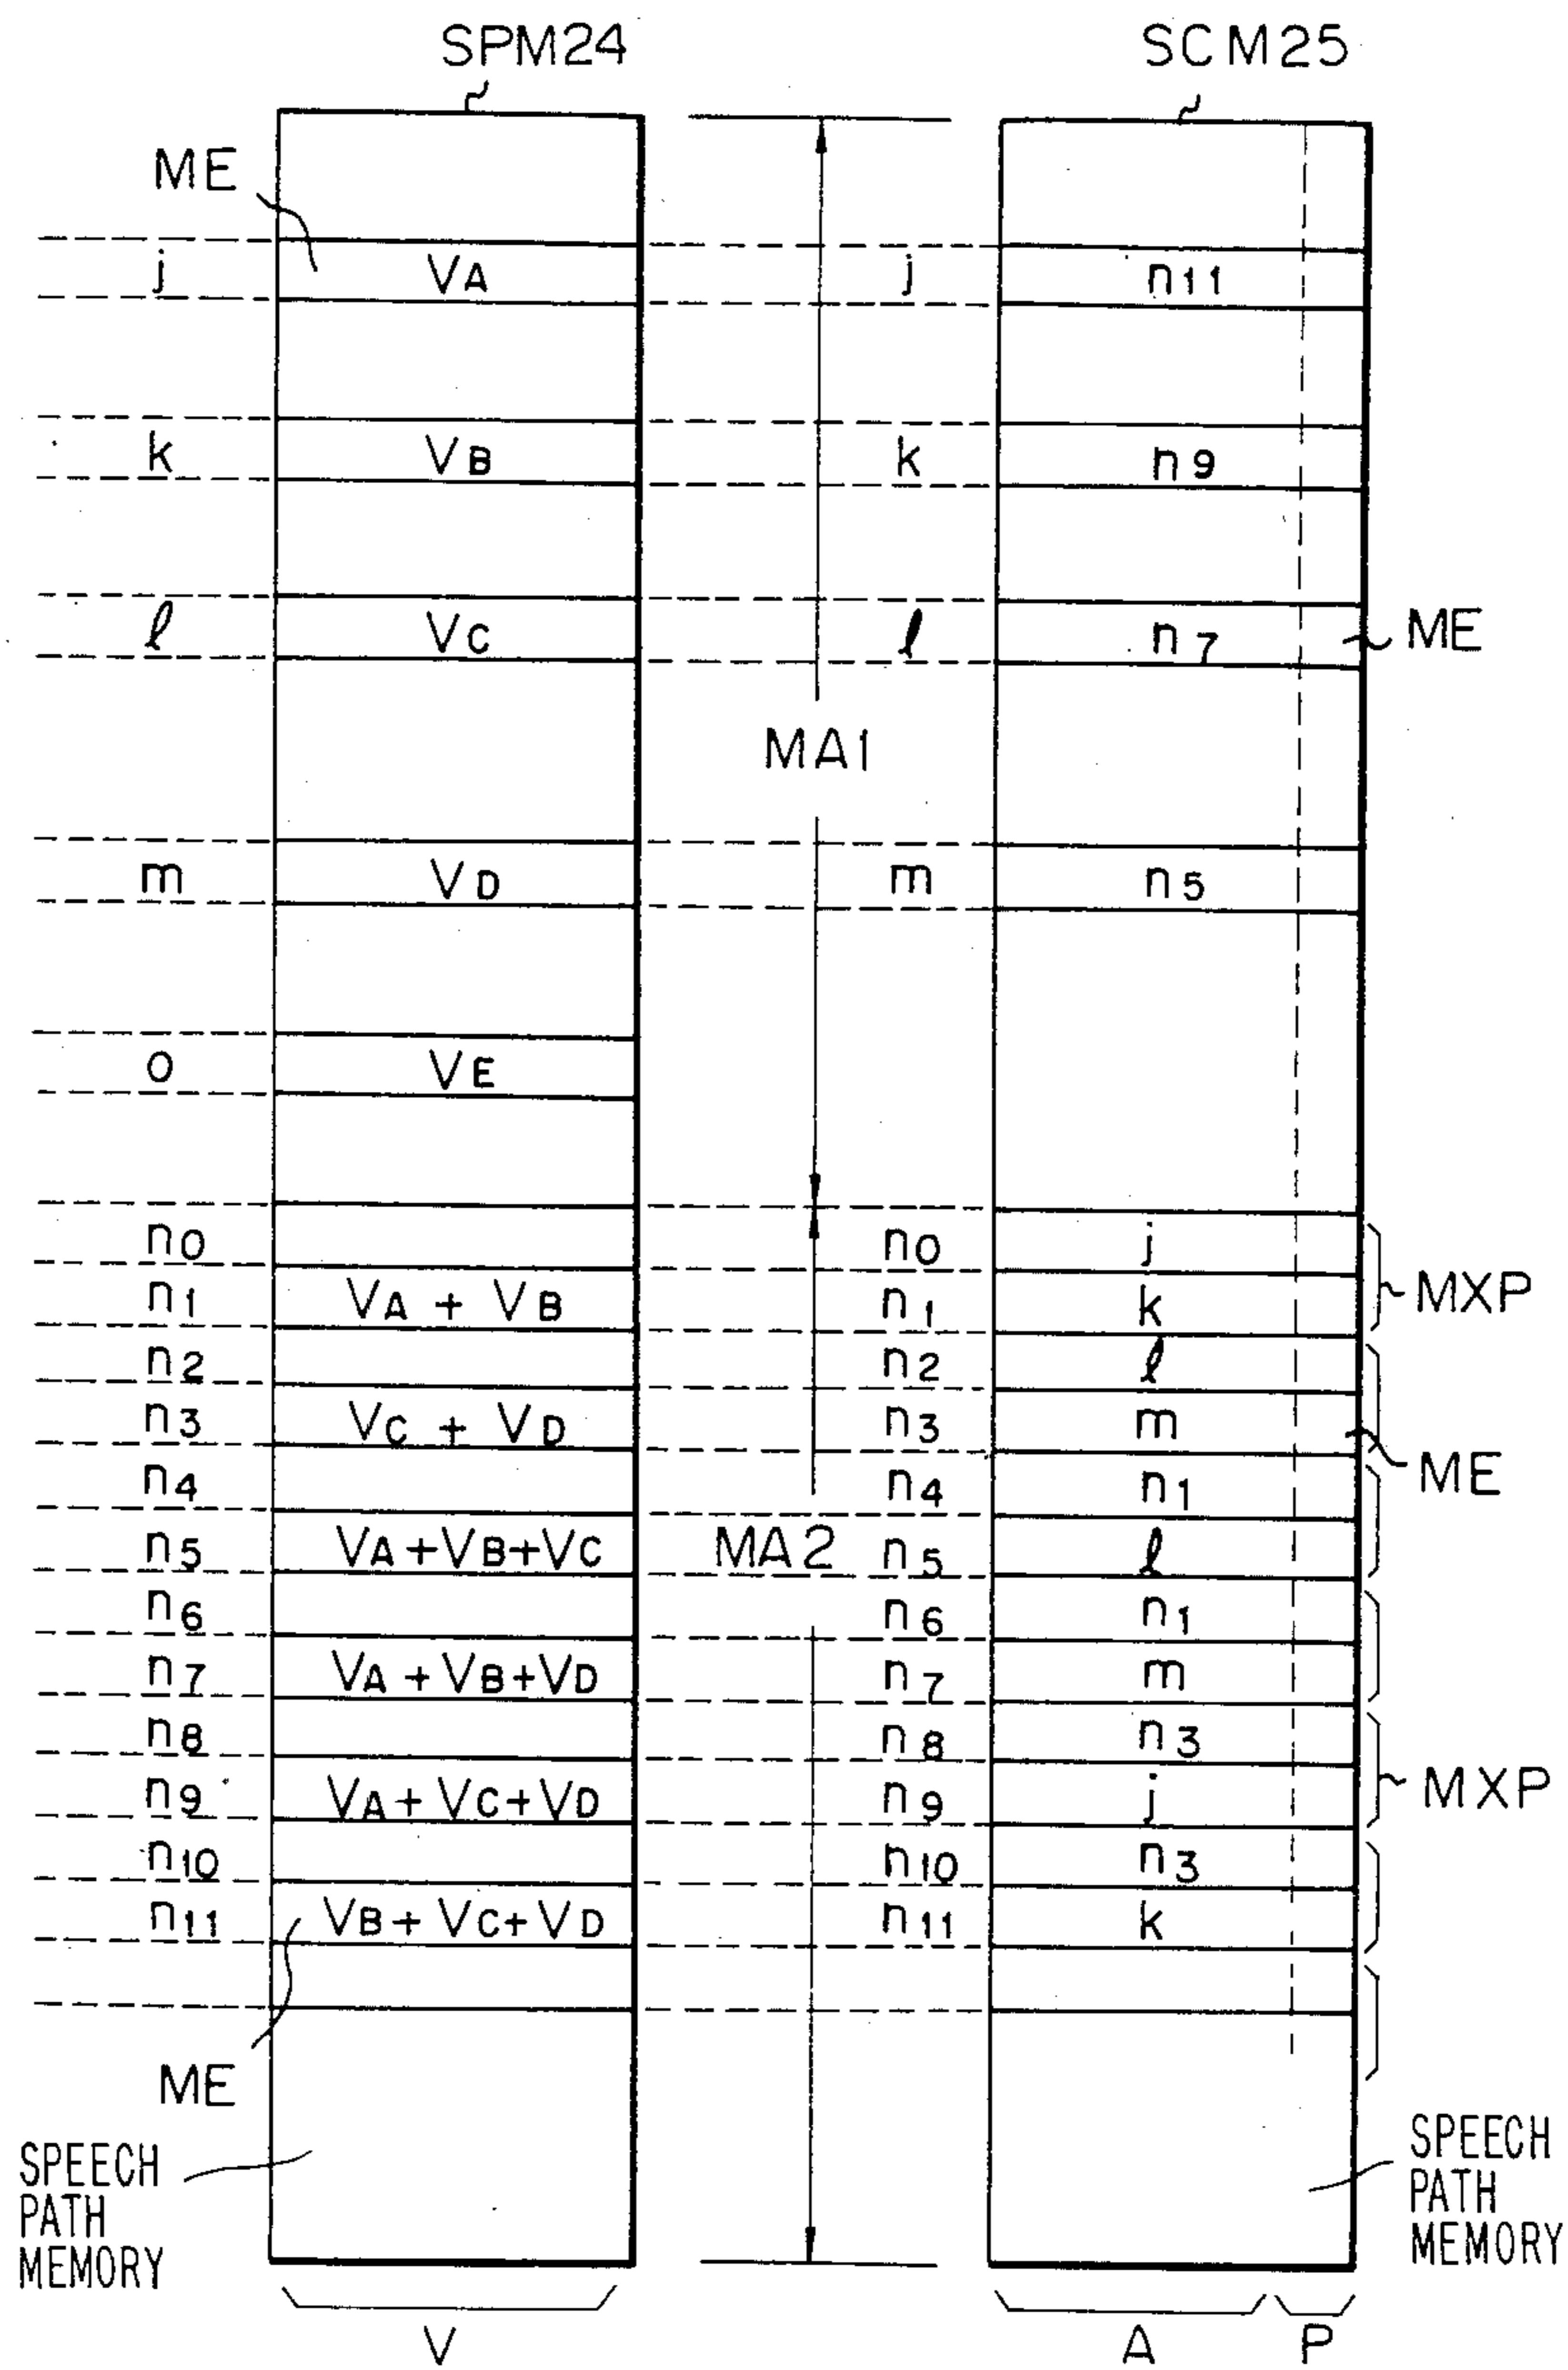 SPM24 SCM25
ME
j VA j n11
k VB k n9
l VC l n7 ME
MA1
m VD m n5
o VE
n0 n0 j
MXP
n1 VA + VB n1 k
n2 n2 l
n3 VC + VD n3 m
ME
n4 n4 n1
n5 VA+VB+VC MA2 n5 l
n6 n6 n1
n7 VA + VB+VD n7 m
n8 n8 n3
MXP
n9 VA + VC+VD n9 j
n10 n10 n3
n11 VB + VC+ VD n11 k
ME
SPEECH
PATH
MEMORY
SPEECH
PATH
MEMORY
V A P